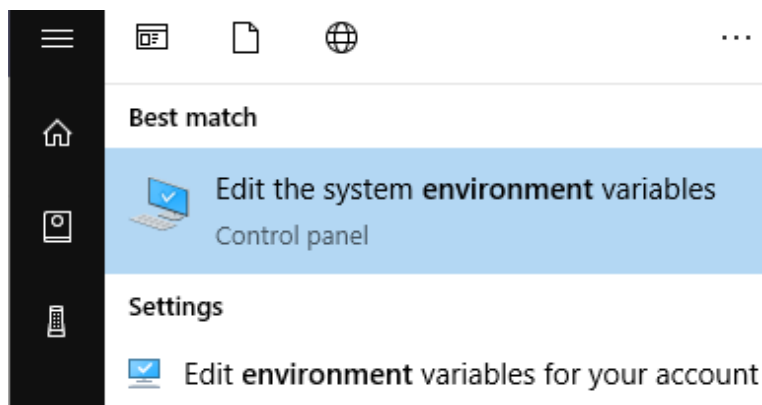 Best match
Edit the system environment variables
Control panel
Settings
Edit environment variables for your account